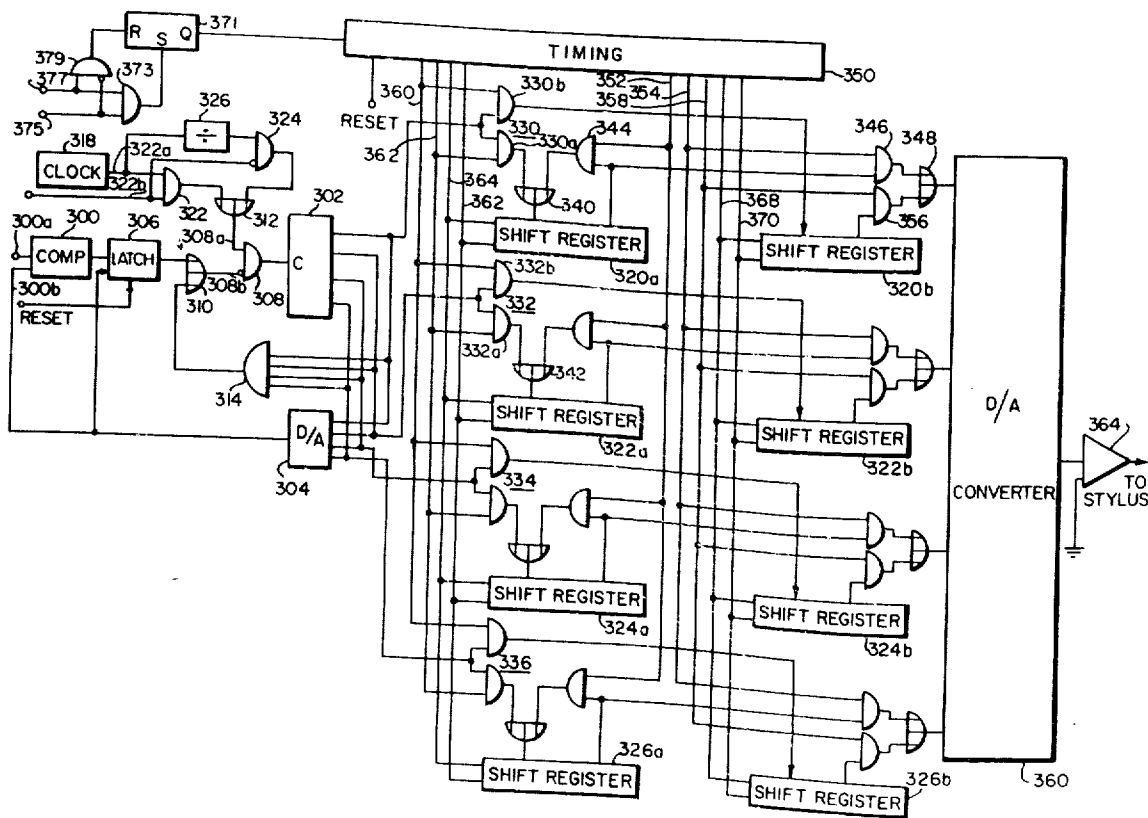 R S Q
371
379
377
373
375
TIMING
350
360
362
364
362
352
354
358
RESET
330b
330
330a
344
326
÷
324
318
CLOCK
322a
322b
322
312
302
C
300a
300
COMP
300b
306
LATCH
308a
308b
308
310
RESET
314
D/A
304
340
SHIFT REGISTER
320a
346
348
356
368
370
SHIFT REGISTER
320b
332b
332
332a
342
SHIFT REGISTER
322a
SHIFT REGISTER
322b
334
SHIFT REGISTER
324a
SHIFT REGISTER
324b
336
SHIFT REGISTER
326a
SHIFT REGISTER
326b
D/A
CONVERTER
360
364
TO
STYLUS